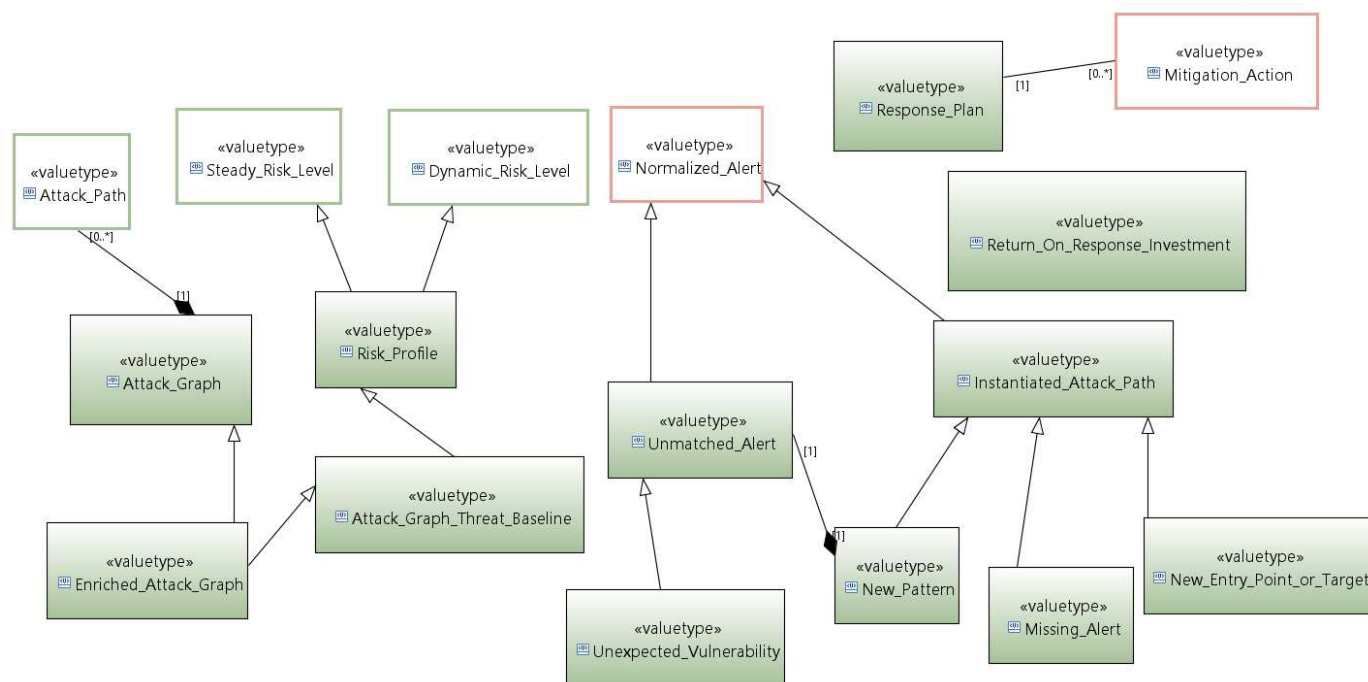 «valuetype»
Response_Plan
[1]
[0..*]
«valuetype»
Mitigation_Action
«valuetype»
Attack_Path
[0..*]
[1]
«valuetype»
Steady_Risk_Level
«valuetype»
Dynamic_Risk_Level
«valuetype»
Normalized_Alert
«valuetype»
Return_On_Response_Investment
«valuetype»
Attack_Graph
«valuetype»
Risk_Profile
«valuetype»
Instantiated_Attack_Path
«valuetype»
Unmatched_Alert
[1]
[1]
«valuetype»
Attack_Graph_Threat_Baseline
«valuetype»
Enriched_Attack_Graph
«valuetype»
Unexpected_Vulnerability
«valuetype»
New_Pattern
«valuetype»
Missing_Alert
«valuetype»
New_Entry_Point_or_Target